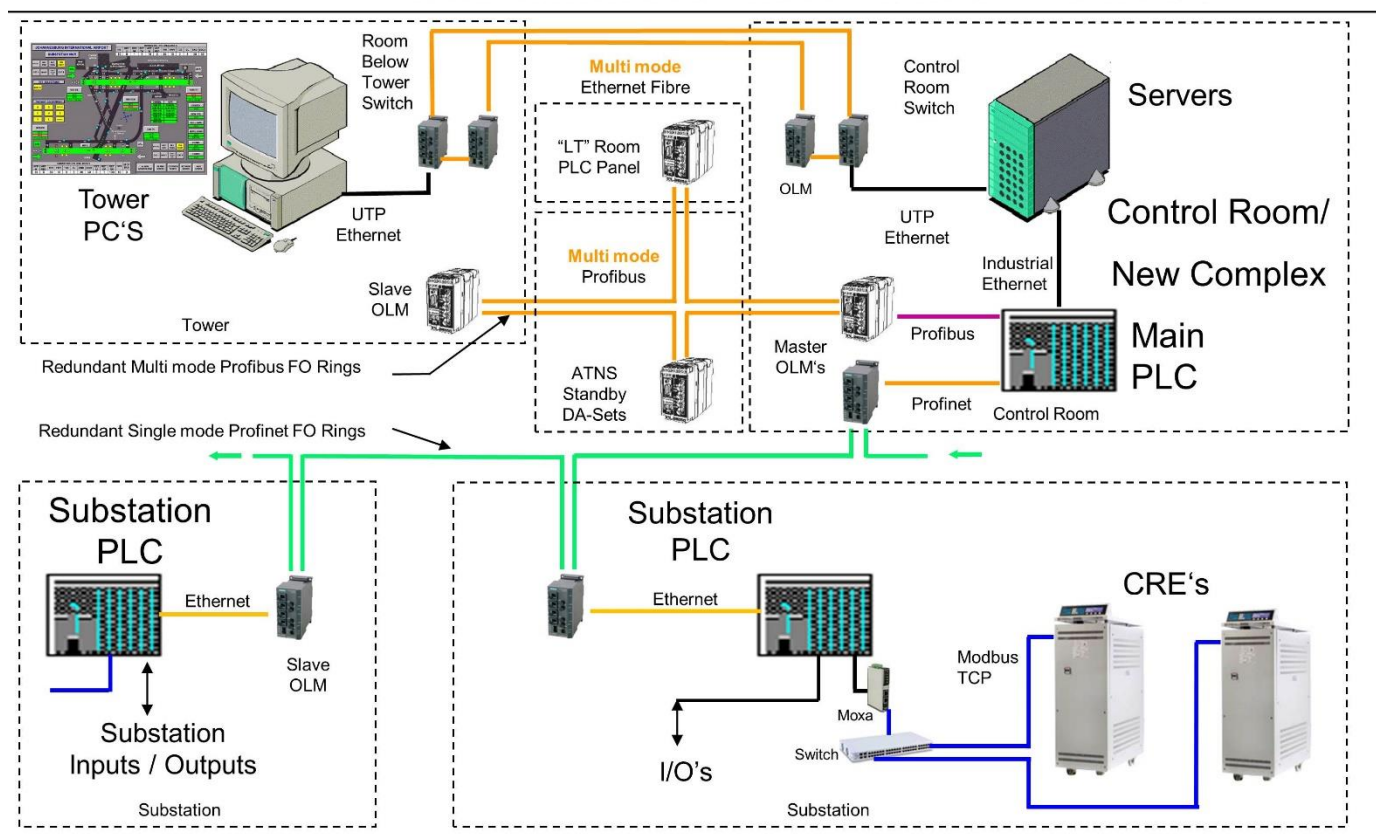 JOHANNESBURG INTERNATIONAL AIRPORT
Tower
PC'S
Room
Below
Tower
Switch
UTP
Ethernet
Slave
OLM
Tower
Multi mode
Ethernet Fibre
"LT" Room
PLC Panel
Multi mode
Profibus
ATNS
Standby
DA-Sets
Control
Room
Switch
OLM
Servers
UTP
Ethernet
Industrial
Ethernet
Control Room/
New Complex
Main
PLC
Profibus
Master
OLM's
Profinet
Control Room
Redundant Multi mode Profibus FO Rings
Redundant Single mode Profinet FO Rings
Substation
PLC
Ethernet
Slave
OLM
Substation
Inputs / Outputs
Substation
Substation
PLC
Ethernet
CRE's
Modbus
TCP
Moxa
Switch
I/O's
Substation